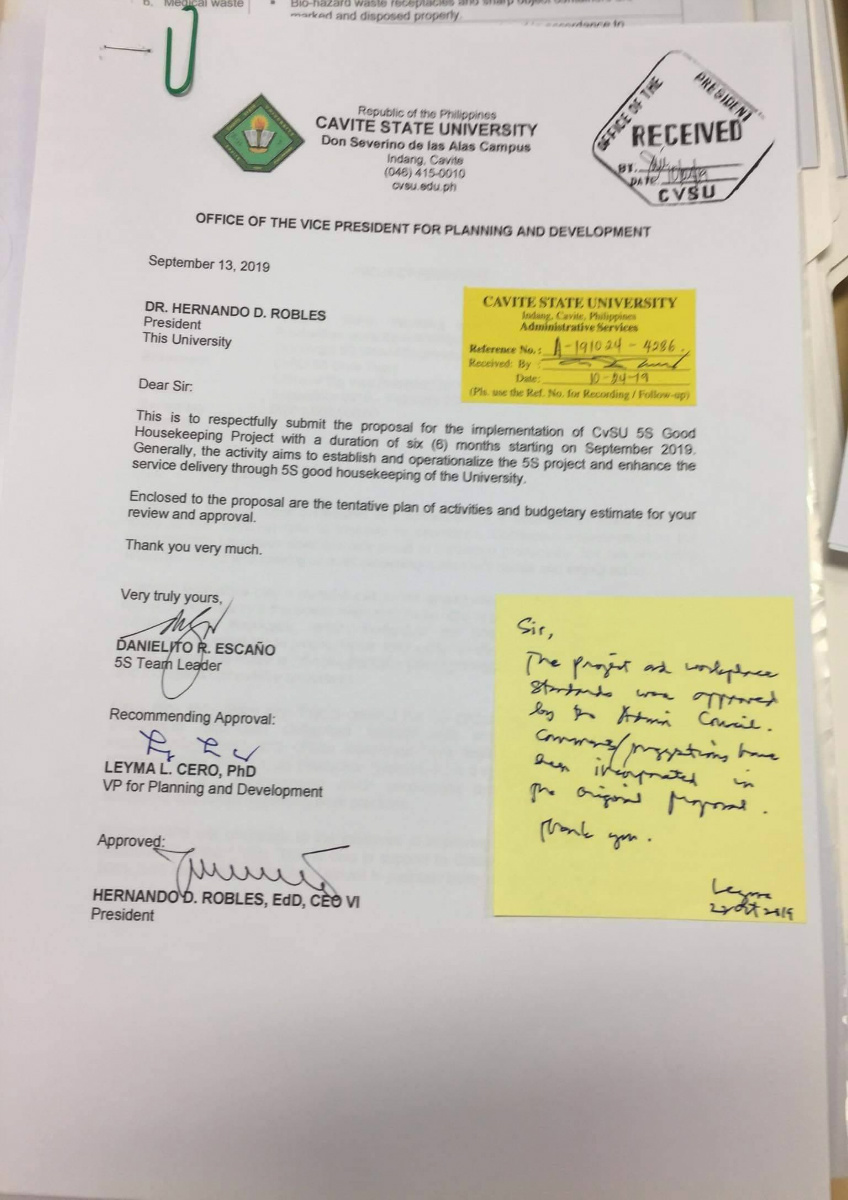 6. Medical waste
Bio-hazard waste receptacles and sharp object containers are
marked and disposed properly.
accordance to
Republic of the Philippines
CAVITE STATE UNIVERSITY
Don Severino de las Alas Campus
Indang, Cavite
(046) 415-0010
cvsu.edu.ph
OFFICE OF THE PRESIDENT
RECEIVED
BY:
DATE
CVSU
OFFICE OF THE VICE PRESIDENT FOR PLANNING AND DEVELOPMENT
September 13, 2019
DR. HERNANDO D. ROBLES
President
This University
CAVITE STATE UNIVERSITY
Indang, Cavite, Philippines
Administrative Services
Reference No.: A-191024-4286
Received: By :
Date: 10-24-19
(Pls. use the Ref. No. for Recording / Follow-up)
Dear Sir:
This is to respectfully submit the proposal for the implementation of CvSU 5S Good
Housekeeping Project with a duration of six (6) months starting on September 2019.
Generally, the activity aims to establish and operationalize the 5S project and enhance the
service delivery through 5S good housekeeping of the University.
Enclosed to the proposal are the tentative plan of activities and budgetary estimate for your
review and approval.
Thank you very much.
Very truly yours,
DANIELITO R. ESCAÑO
5S Team Leader
Recommending Approval:
LEYMA L. CERO, PhD
VP for Planning and Development
Approved:
HERNANDO D. ROBLES, EdD, CEO VI
President
Sir,
The project and workplace
standards was approved
by the Admin Council.
Comments/suggestions have
been incorporated in
the original proposal.
Thank you.
Leyma
22 Oct 2019